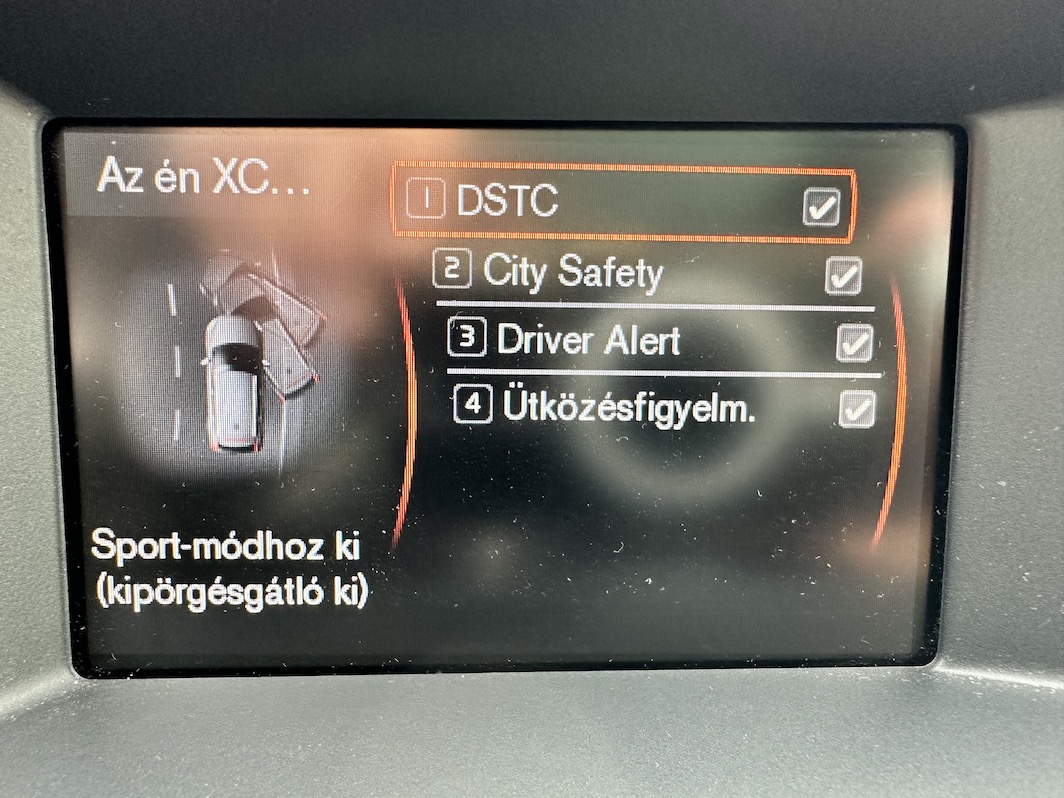 Az én XC...
1 DSTC
2 City Safety
3 Driver Alert
4 Ütközésfigyelm.
Sport-módhoz ki
(kipörgésgátló ki)